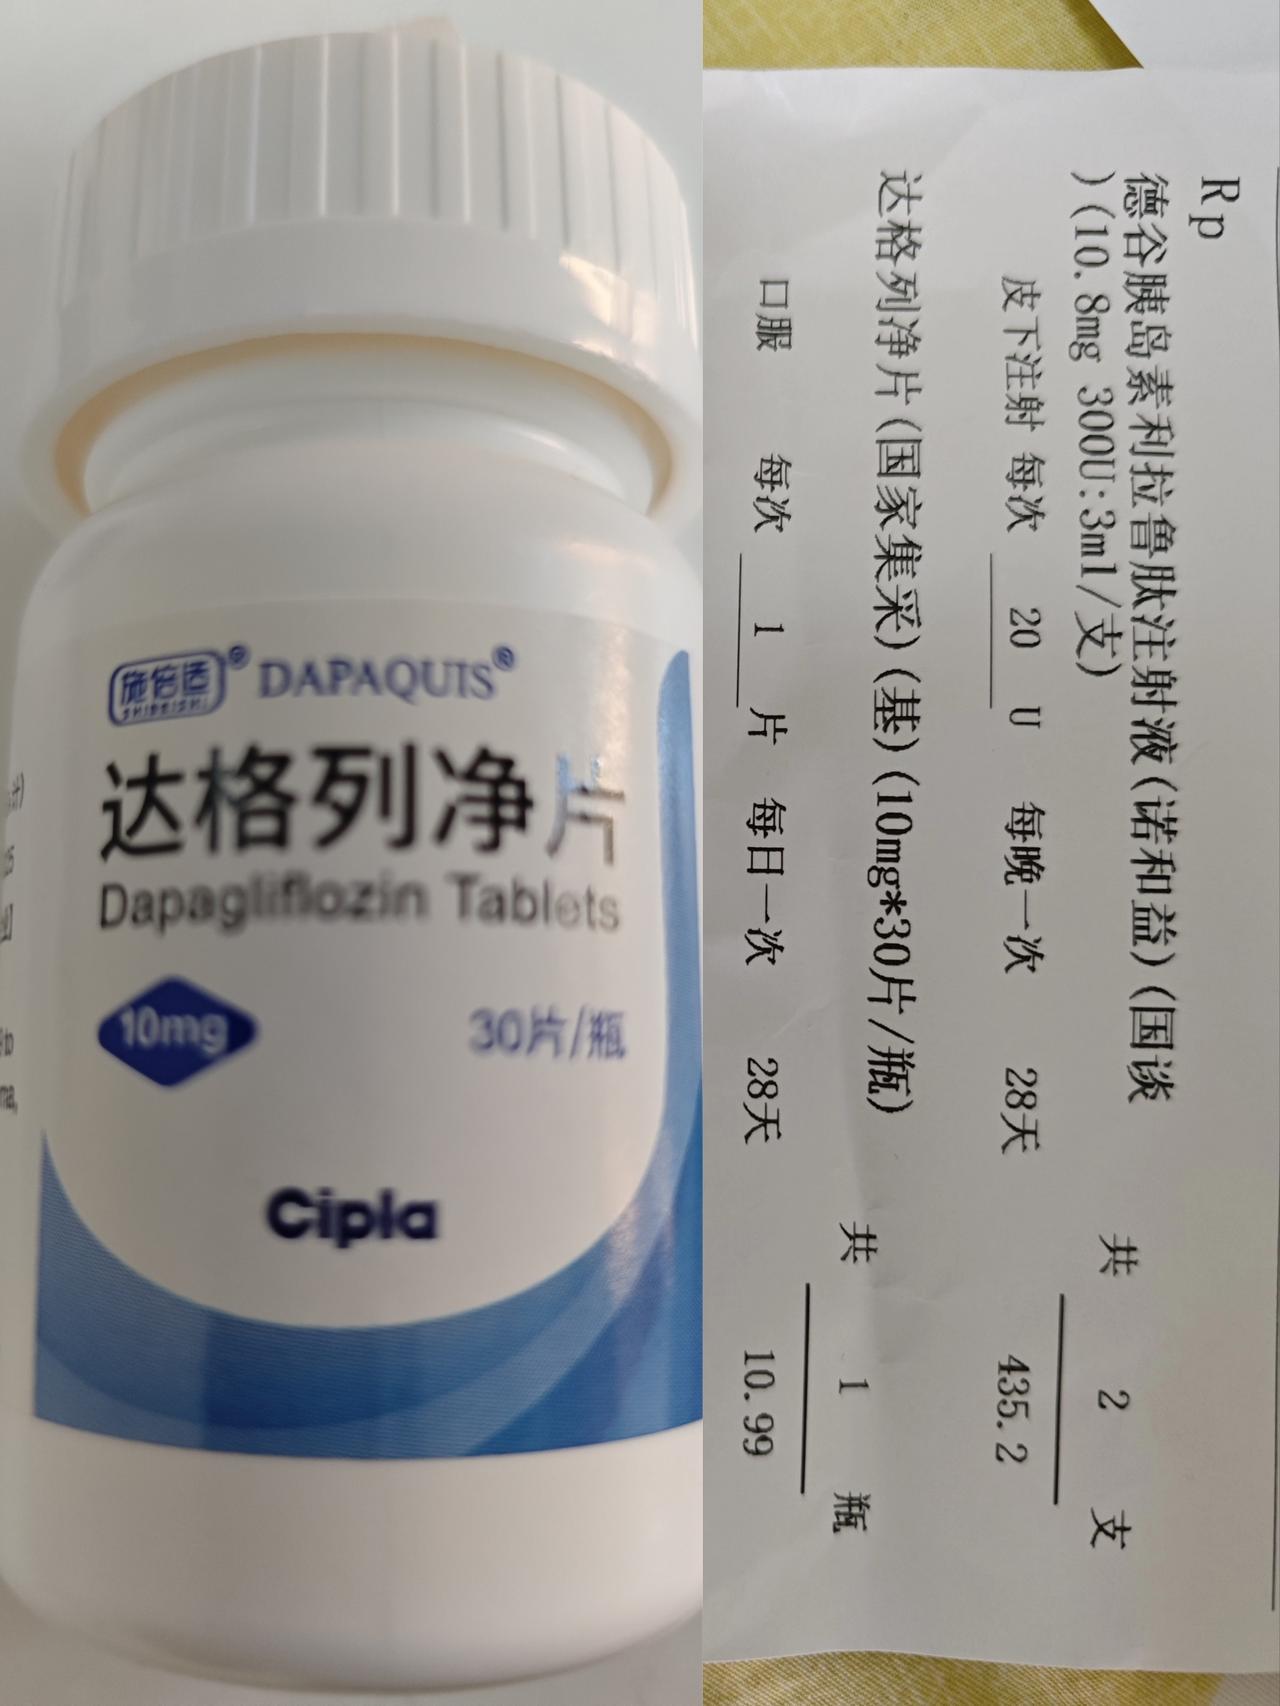 施倍适® DAPAQUIS®
SHIBEISHI
达格列净片
Dapagliflozin Tablets
10mg
30片/瓶
Cipla
Rp
德谷胰岛素利拉鲁肽注射液(诺和益)(国谈
)(10.8mg 300U:3ml/支)
共 2 支
皮下注射 每次 20 U 每晚一次 28天 435.2
达格列净片(国家集采)(基)(10mg*30片/瓶)
共 1 瓶
口服 每次 1 片 每日一次 28天 10.99